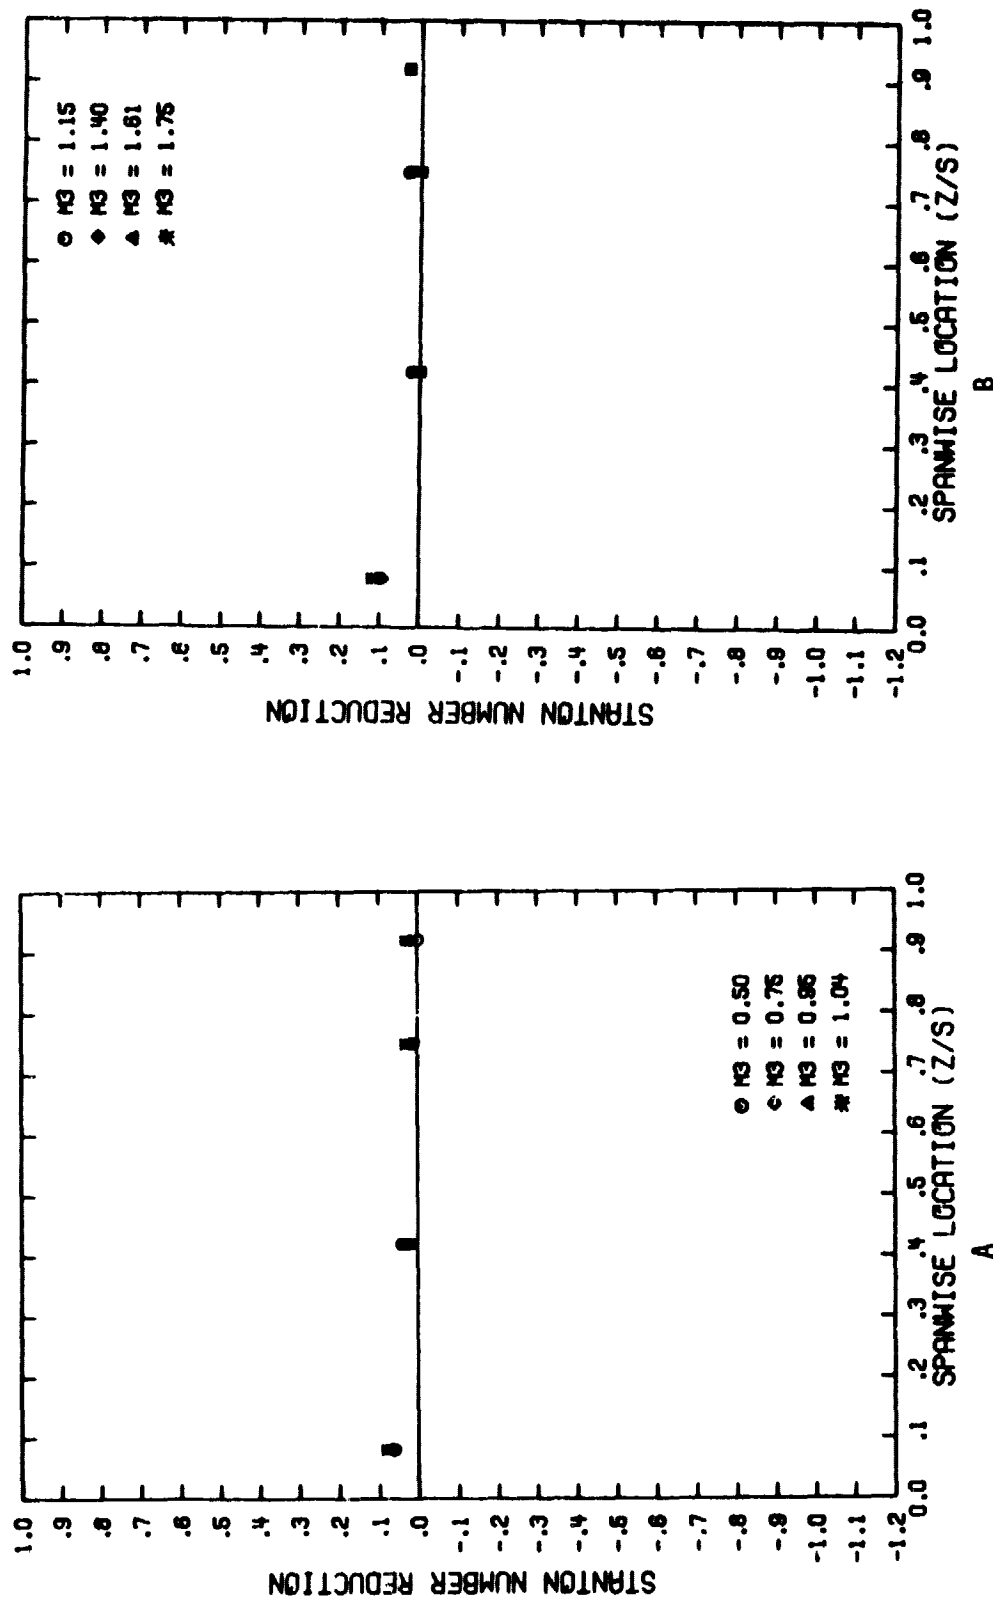 STANTON NUMBER REDUCTION
1.0
.9
.8
.7
.6
.5
.4
.3
.2
.1
.0
-.1
-.2
-.3
-.4
-.5
-.6
-.7
-.8
-.9
-1.0
-1.1
-1.2
0.0 .1 .2 .3 .4 .5 .6 .7 .8 .9 1.0
SPANWISE LOCATION (Z/S)
M3 = 0.50
M3 = 0.75
M3 = 0.95
M3 = 1.04
A
STANTON NUMBER REDUCTION
1.0
.9
.8
.7
.6
.5
.4
.3
.2
.1
.0
-.1
-.2
-.3
-.4
-.5
-.6
-.7
-.8
-.9
-1.0
-1.1
-1.2
0.0 .1 .2 .3 .4 .5 .6 .7 .8 .9 1.0
SPANWISE LOCATION (Z/S)
M3 = 1.15
M3 = 1.40
M3 = 1.61
M3 = 1.75
B